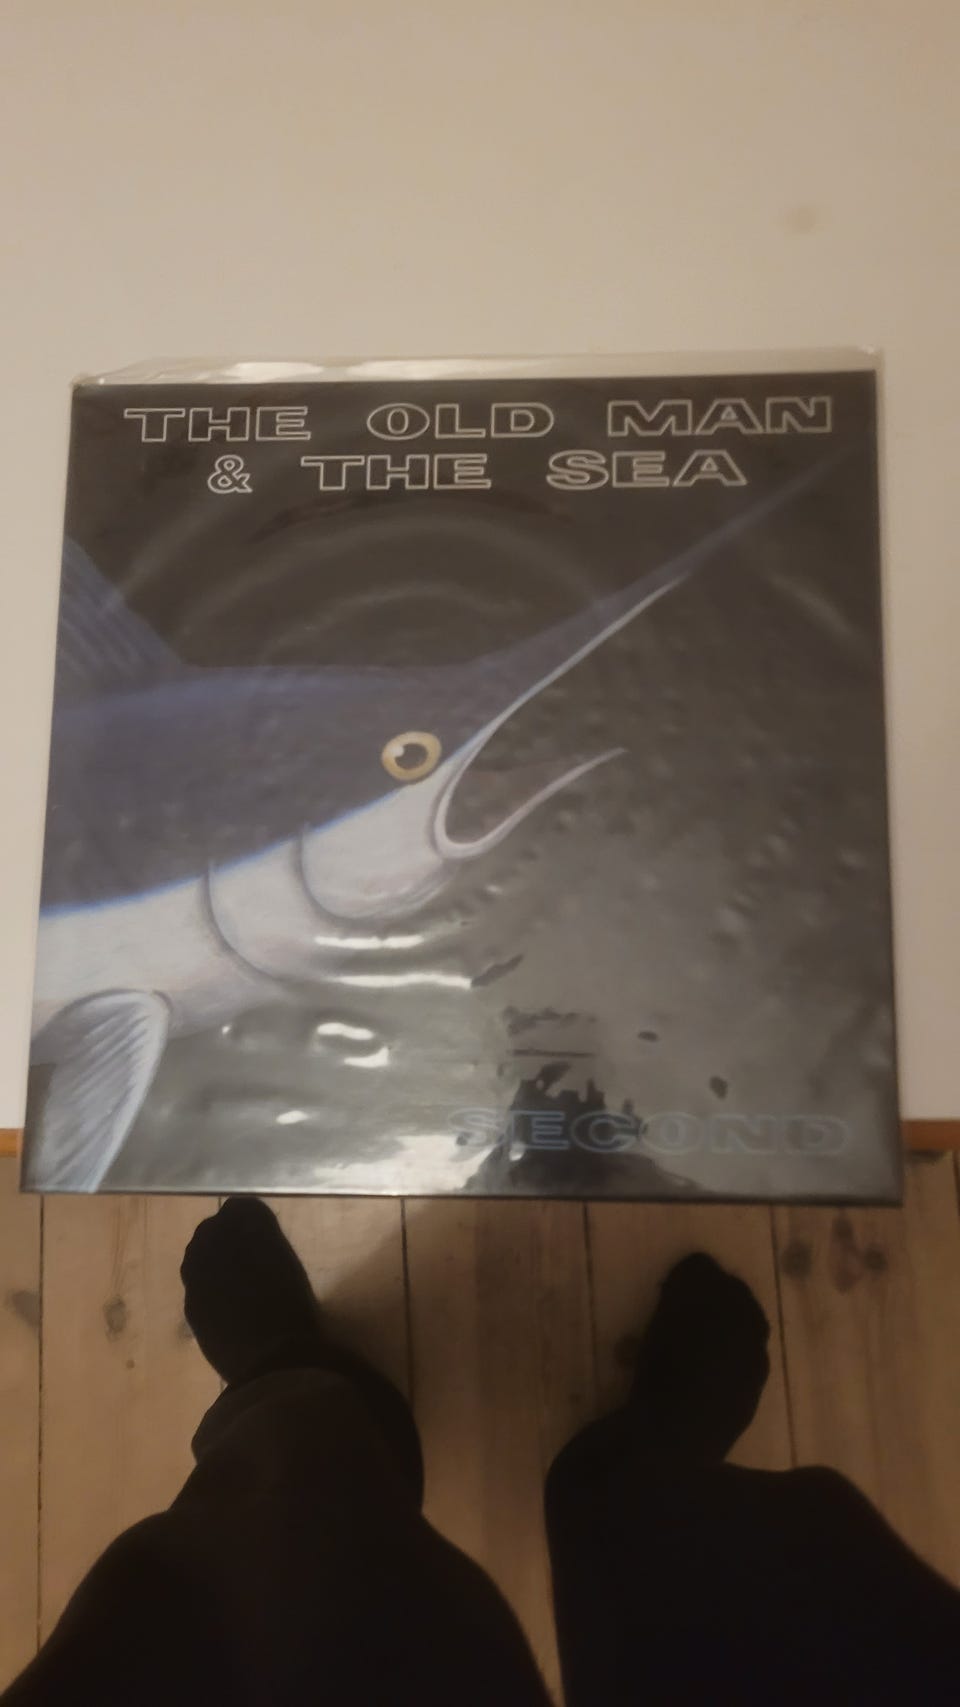 THE OLD MAN
& THE SEA
SECOND